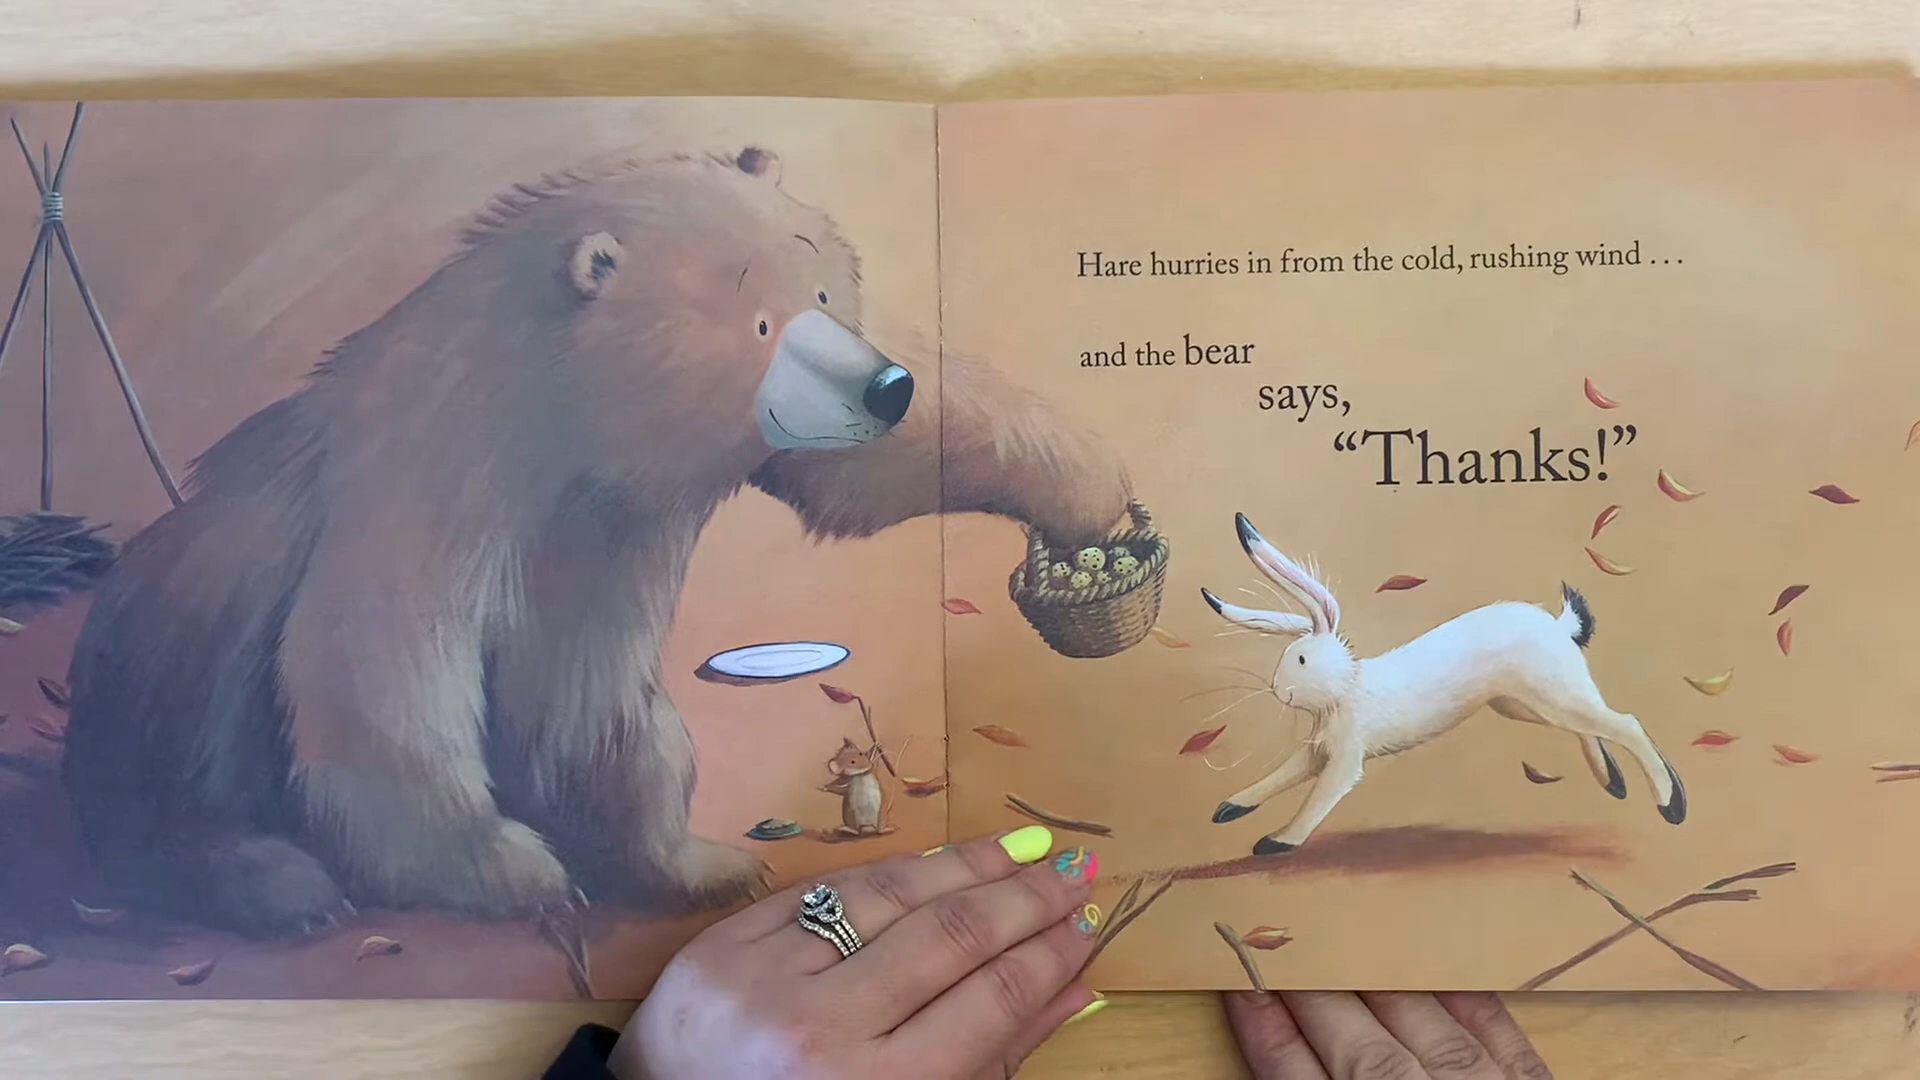 Hare hurries in from the cold, rushing wind . . .
and the bear
says,
“Thanks!”